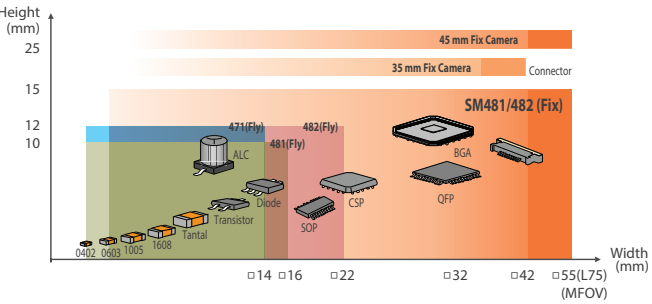 Height
(mm)
25
45 mm Fix Camera
35 mm Fix Camera
Connector
15
SM481/482 (Fix)
12
471(Fly)
482(Fly)
10
481(Fly)
ALC
BGA
Diode
CSP
QFP
Transistor
SOP
Tantal
1608
1005
0603
0402
Width
(mm)
□14 □16 □22 □32 □42 □55(L75)
(MFOV)